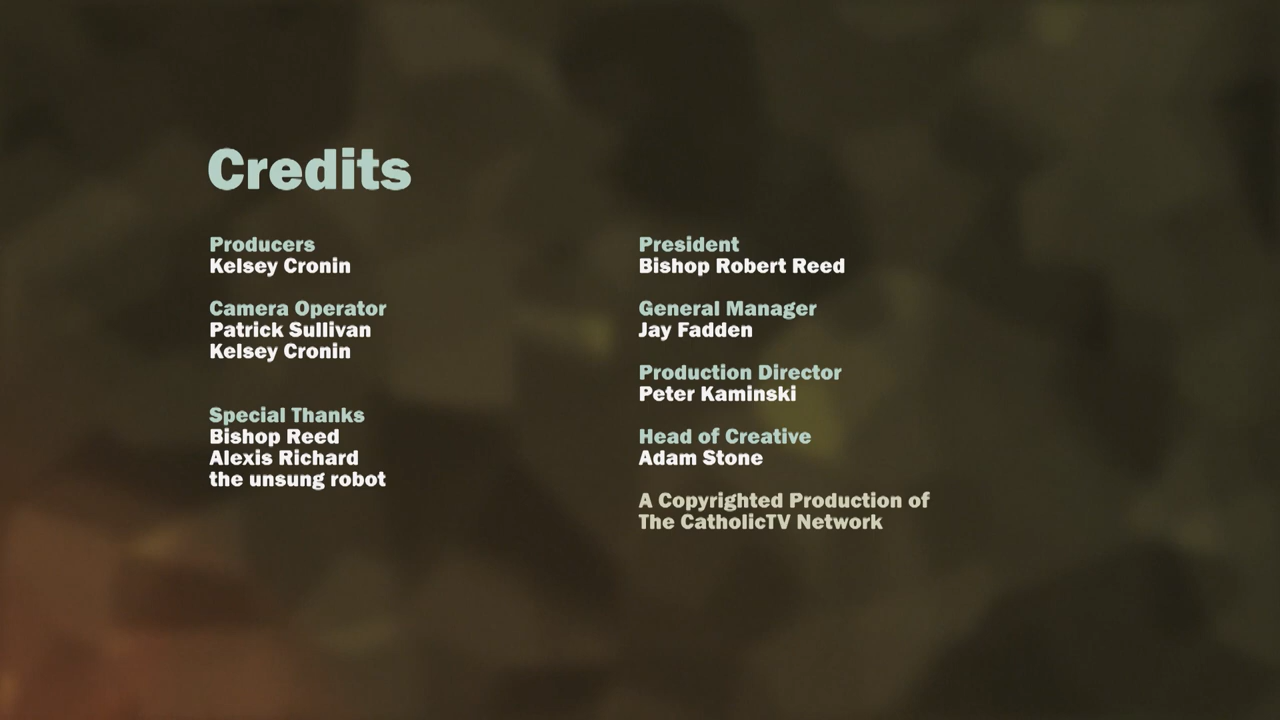 Credits
Producers
Kelsey Cronin
Camera Operator
Patrick Sullivan
Kelsey Cronin
Special Thanks
Bishop Reed
Alexis Richard
the unsung robot
President
Bishop Robert Reed
General Manager
Jay Fadden
Production Director
Peter Kaminski
Head of Creative
Adam Stone
A Copyrighted Production of
The CatholicTV Network